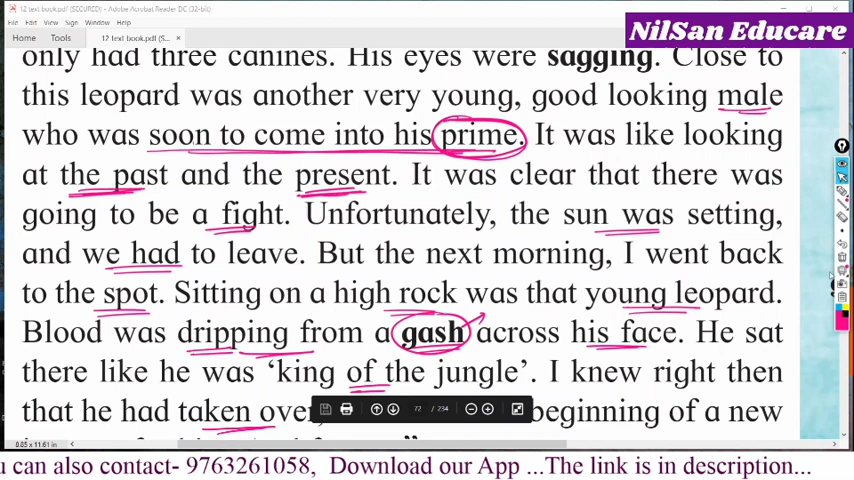 12 text book.pdf (SECURED) - Adobe Acrobat Reader DC (32-bit)
File Edit View Sign Window Help
Home Tools 12 text book.pdf (S... ×
NilSan Educare
only had three canines. His eyes were sagging. Close to
this leopard was another very young, good looking male
who was soon to come into his prime. It was like looking
at the past and the present. It was clear that there was
going to be a fight. Unfortunately, the sun was setting,
and we had to leave. But the next morning, I went back
to the spot. Sitting on a high rock was that young leopard.
Blood was dripping from a gash across his face. He sat
there like he was ‘king of the jungle’. I knew right then
that he had taken over, beginning of a new
72 / 234
8.85 x 11.61 in
u can also contact- 9763261058, Download our App ...The link is in description...